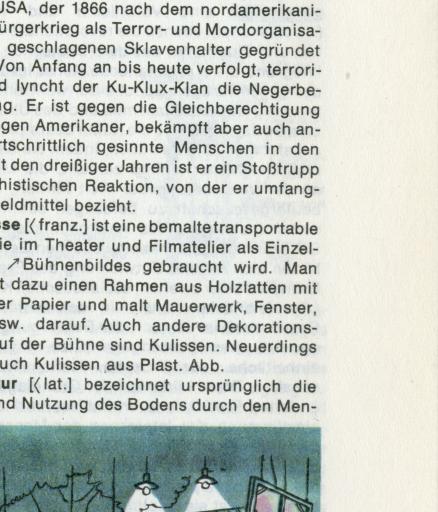 USA, der 1866 nach dem nordamerikani-
ürgerkrieg als Terror- und Mordorganisa-
geschlagenen Sklavenhalter gegründet
Von Anfang an bis heute verfolgt, terrori-
d lyncht der Ku-Klux-Klan die Negerbe-
g. Er ist gegen die Gleichberechtigung
gen Amerikaner, bekämpft aber auch an-
rtschrittlich gesinnte Menschen in den
t den dreißiger Jahren ist er ein Stoßtrupp
histischen Reaktion, von der er umfang-
eldmittel bezieht.
sse [⟨franz.] ist eine bemalte transportable
ie im Theater und Filmatelier als Einzel-
↗Bühnenbildes gebraucht wird. Man
t dazu einen Rahmen aus Holzlatten mit
er Papier und malt Mauerwerk, Fenster,
sw. darauf. Auch andere Dekorations-
uf der Bühne sind Kulissen. Neuerdings
uch Kulissen aus Plast. Abb.
ur [⟨lat.] bezeichnet ursprünglich die
nd Nutzung des Bodens durch den Men-